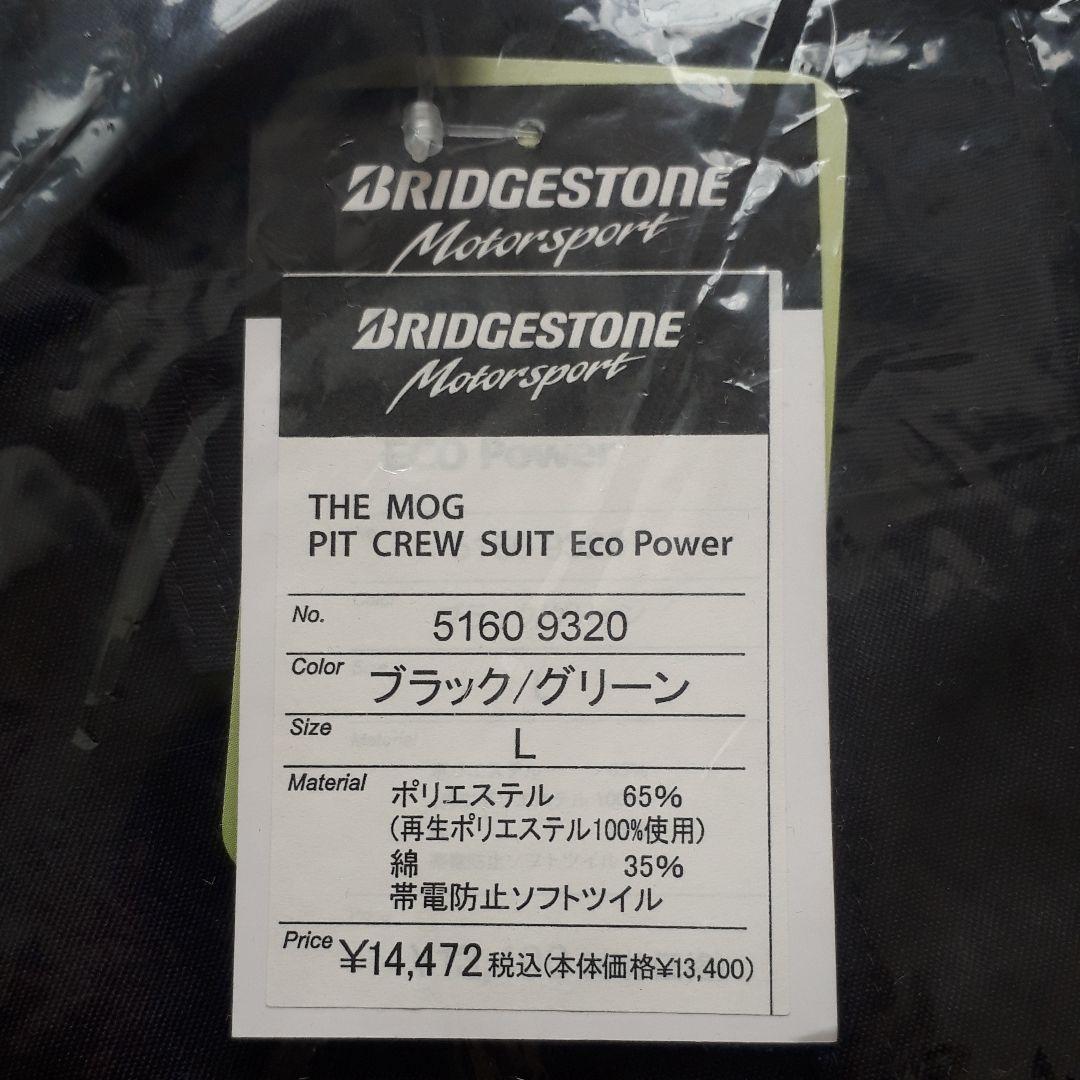 BRIDGESTONE
Motorsport
BRIDGESTONE
Motorsport
THE MOG
PIT CREW SUIT Eco Power
No. 5160 9320
Color ブラック/グリーン
Size L
Material ポリエステル 65%
(再生ポリエステル100%使用)
綿 35%
帯電防止ソフトツイル
Price ¥14,472税込(本体価格¥13,400)